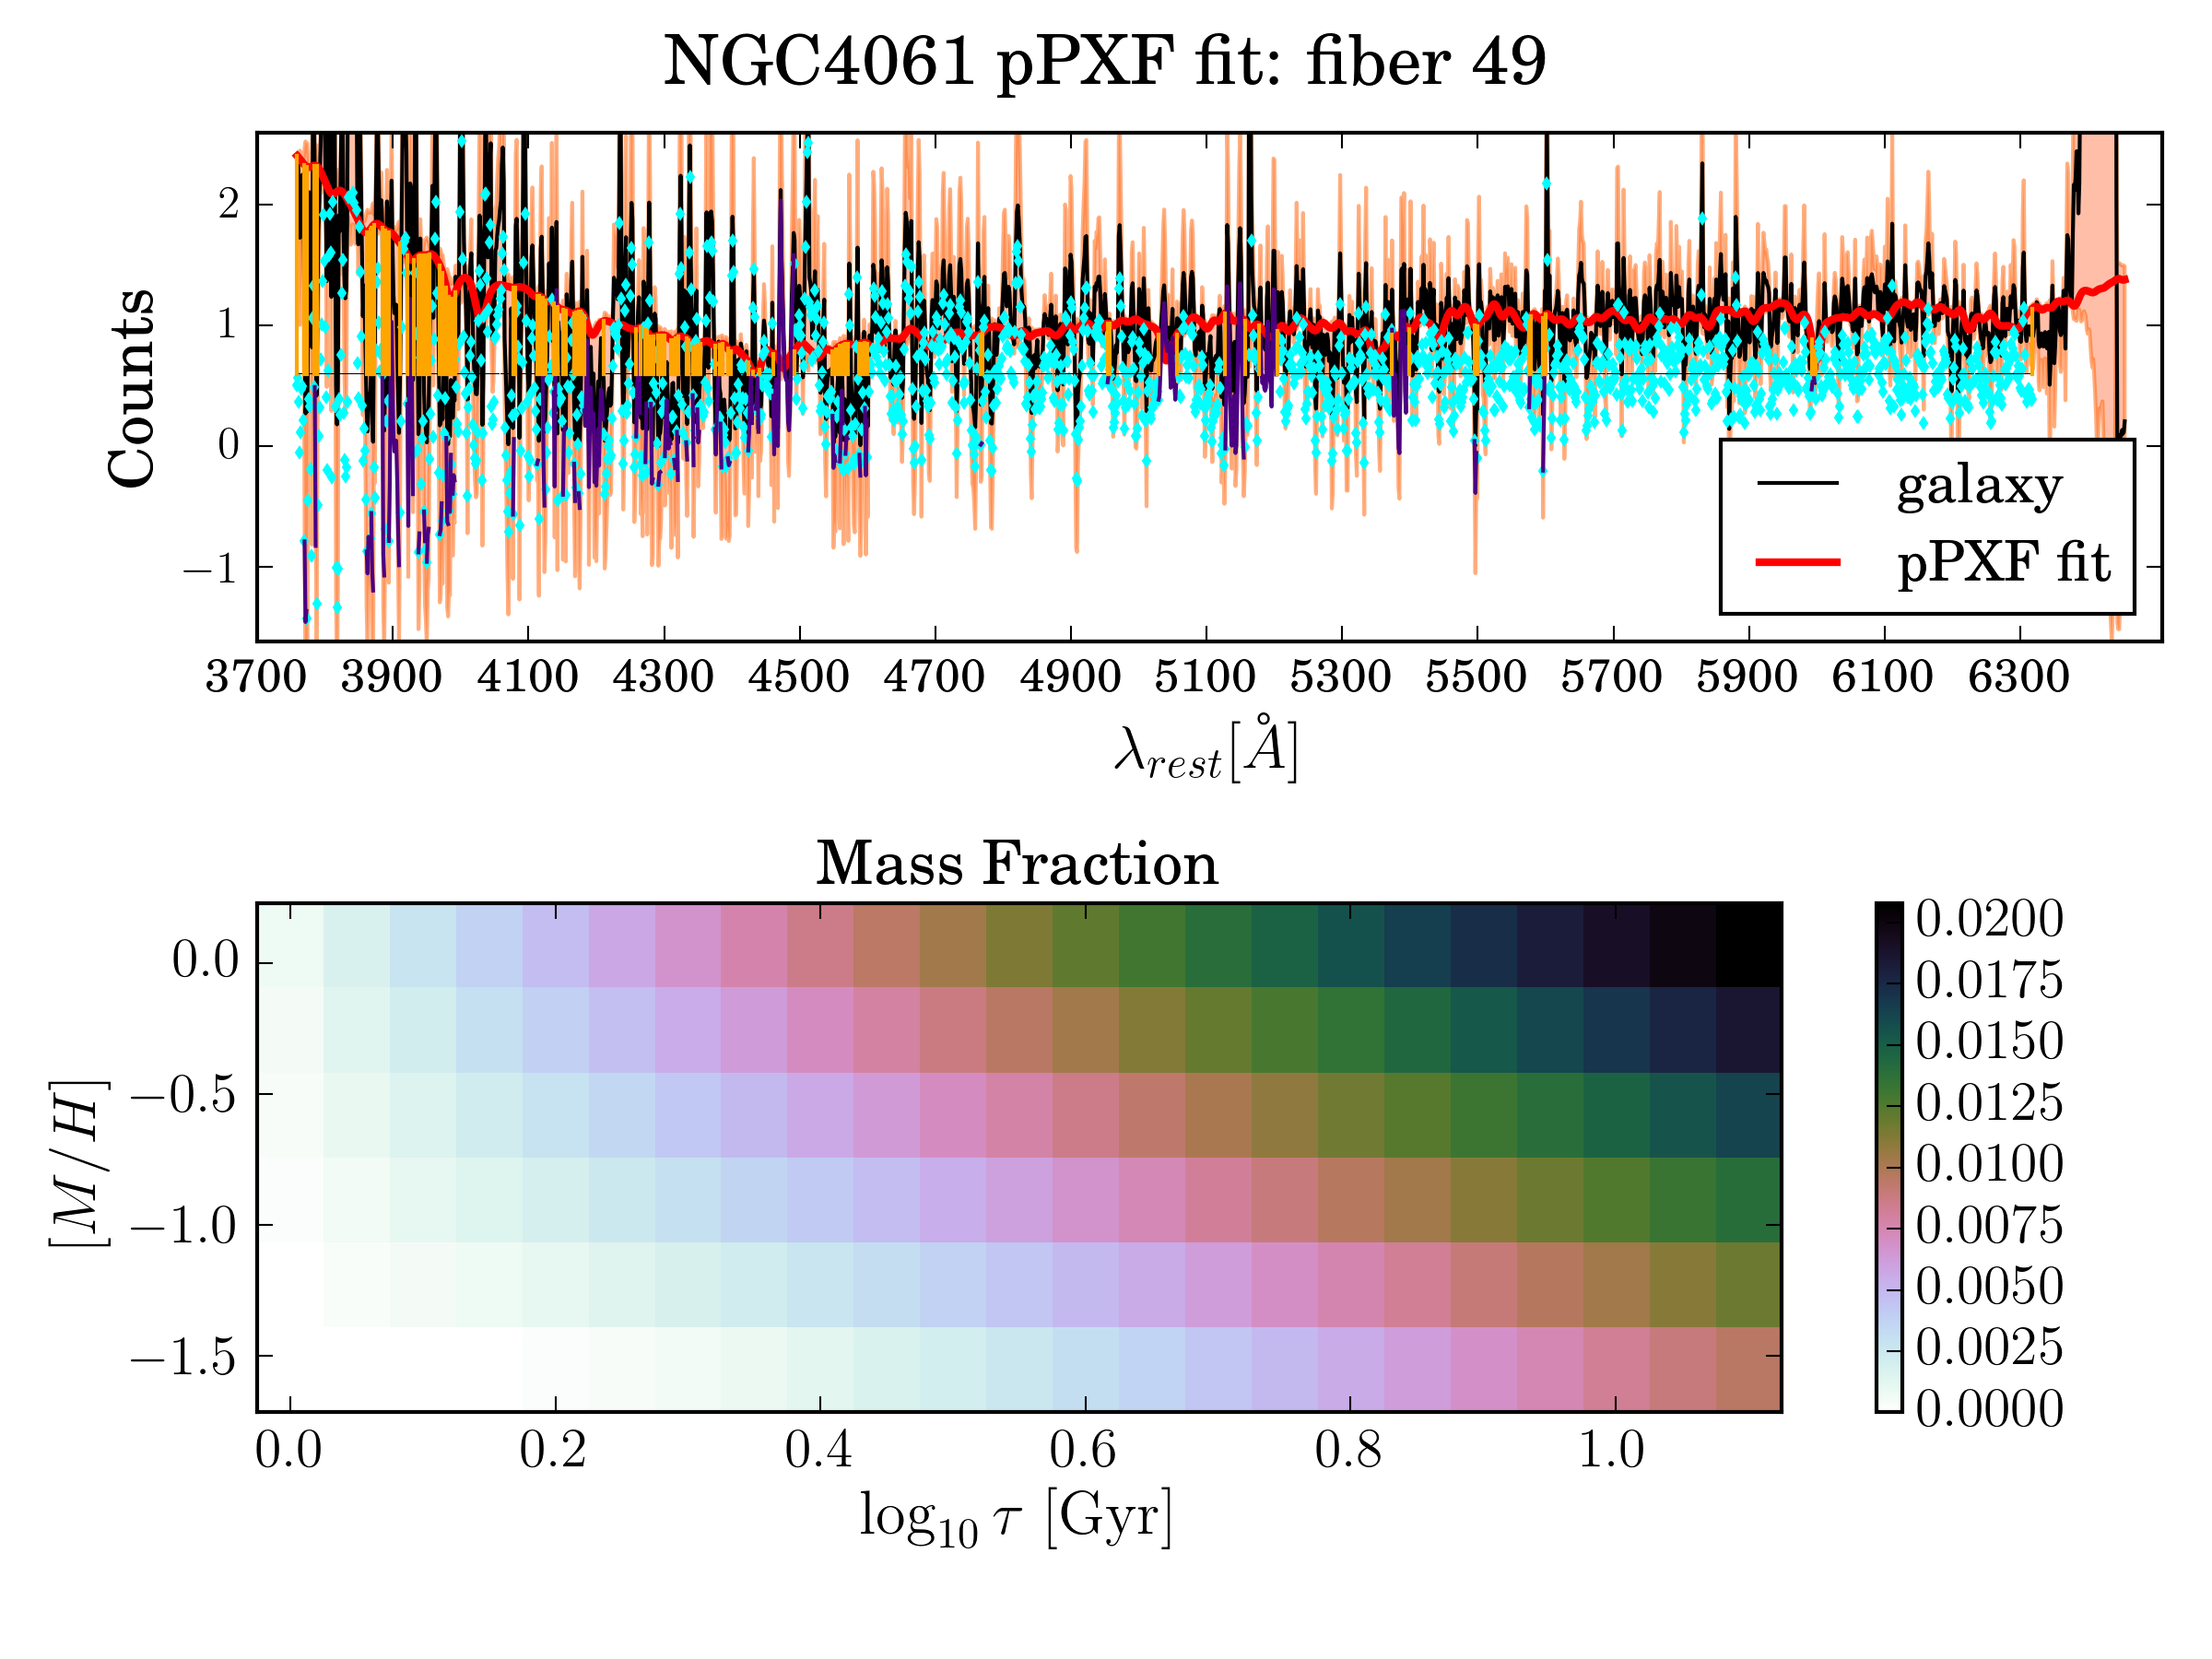 NGC4061 pPXF fit: fiber 49
Counts
2
1
0
−1
galaxy
pPXF fit
3700 3900 4100 4300 4500 4700 4900 5100 5300 5500 5700 5900 6100 6300
λrest[Å]
Mass Fraction
[M/H]
0.0
−0.5
−1.0
−1.5
0.0 0.2 0.4 0.6 0.8 1.0
log10 τ [Gyr]
0.0200
0.0175
0.0150
0.0125
0.0100
0.0075
0.0050
0.0025
0.0000